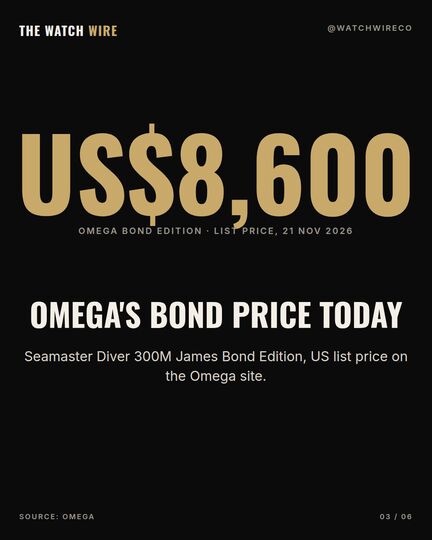 THE WATCH WIRE
@WATCHWIRECO
US$8,600
OMEGA BOND EDITION · LIST PRICE, 21 NOV 2026
OMEGA'S BOND PRICE TODAY
Seamaster Diver 300M James Bond Edition, US list price on
the Omega site.
SOURCE: OMEGA
03 / 06